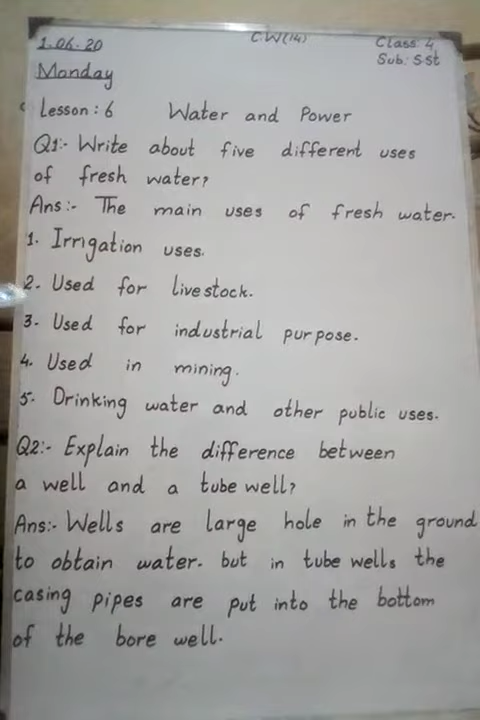 1.06.20
C.W(14)
Class: 4
Sub: S.st
Monday
Lesson : 6 Water and Power
Q1:- Write about five different uses
of fresh water?
Ans:- The main uses of fresh water.
1. Irrigation uses.
2. Used for livestock.
3. Used for industrial purpose.
4. Used in mining.
5. Drinking water and other public uses.
Q2:- Explain the difference between
a well and a tube well?
Ans:- Wells are large hole in the ground
to obtain water. but in tube wells the
casing pipes are put into the bottom
of the bore well.